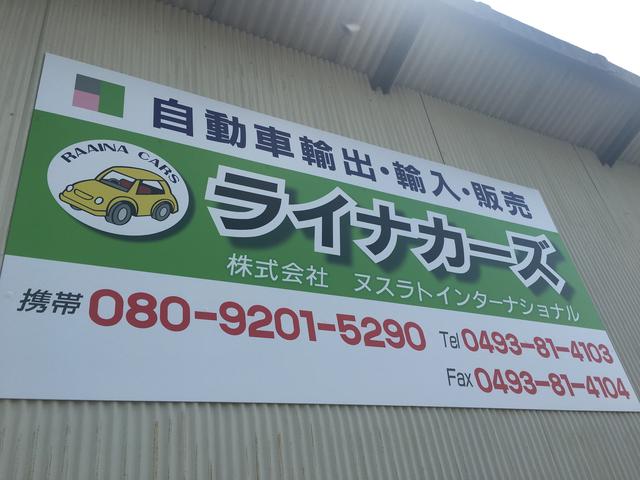 自動車輸出・輸入・販売
RAAINA CARS
ライナカーズ
株式会社 ヌスラトインターナショナル
携帯 080-9201-5290
Tel 0493-81-4103
Fax 0493-81-4104